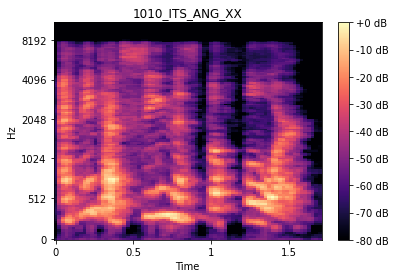 1010_ITS_ANG_XX
8192
4096
2048
1024
512
0
Hz
0
0.5
1
1.5
Time
+0 dB
-10 dB
-20 dB
-30 dB
-40 dB
-50 dB
-60 dB
-70 dB
-80 dB